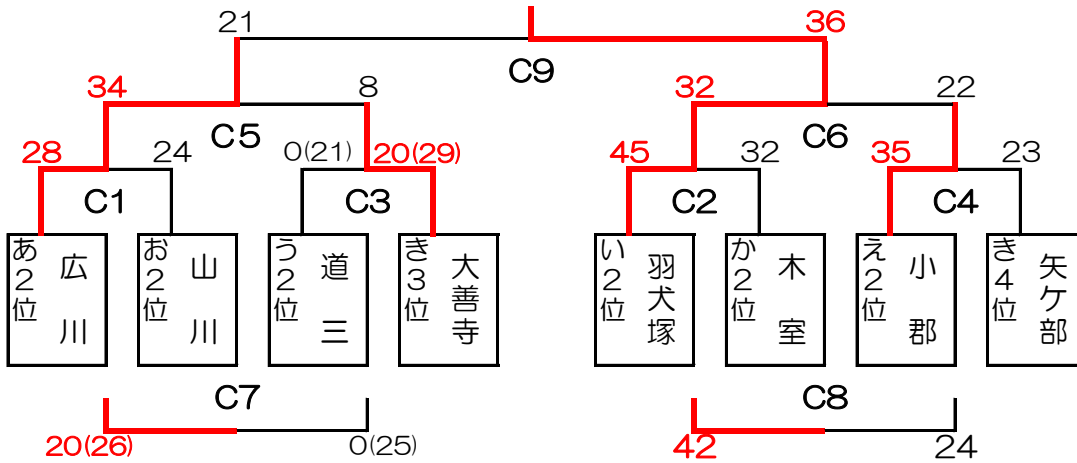 21
36
C9
34
8
32
22
C5
C6
28
24
0(21)
20(29)
45
32
35
23
C1
C3
C2
C4
あ2位
広川
お2位
山川
う2位
道三
き3位
大善寺
い2位
羽犬塚
か2位
木室
え2位
小郡
き4位
矢ケ部
C7
C8
20(26)
0(25)
42
24